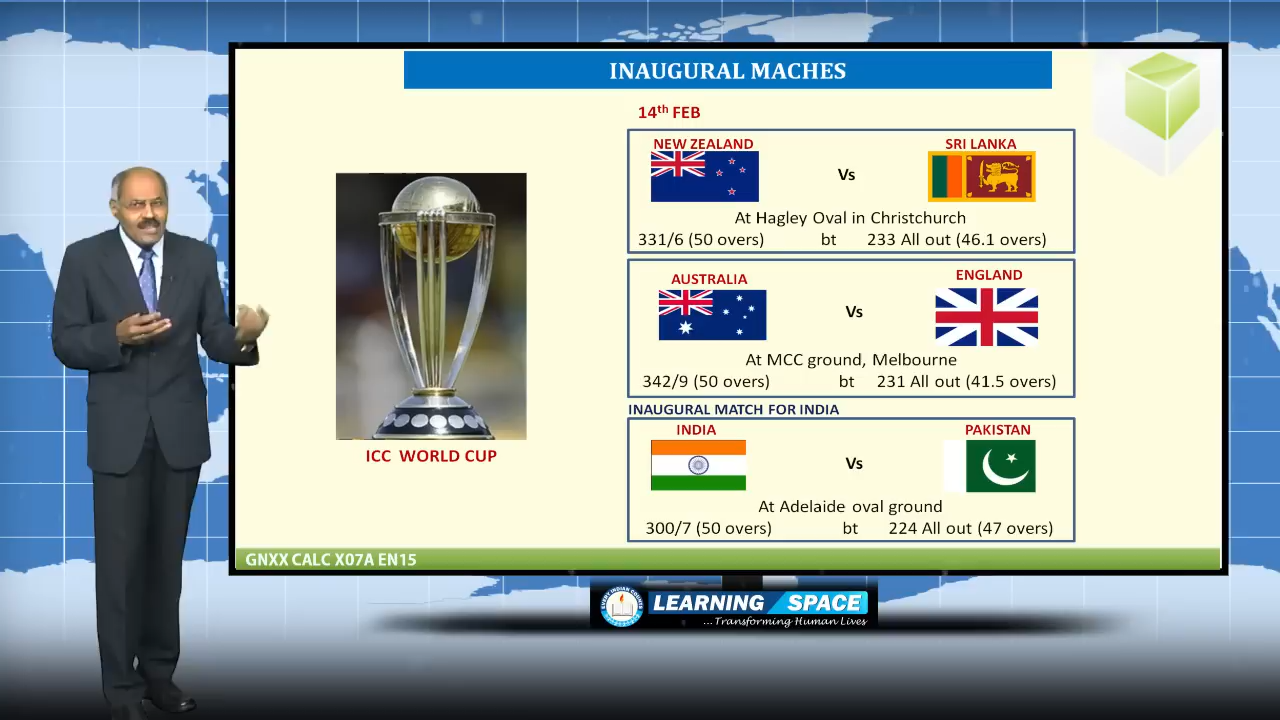 INAUGURAL MACHES
14th FEB
NEW ZEALAND
SRI LANKA
Vs
At Hagley Oval in Christchurch
331/6 (50 overs) bt 233 All out (46.1 overs)
AUSTRALIA
ENGLAND
Vs
At MCC ground, Melbourne
342/9 (50 overs) bt 231 All out (41.5 overs)
INAUGURAL MATCH FOR INDIA
INDIA
PAKISTAN
Vs
At Adelaide oval ground
300/7 (50 overs) bt 224 All out (47 overs)
ICC WORLD CUP
GNXX CALC X07A EN15
LEARNING SPACE
...Transforming Human Lives